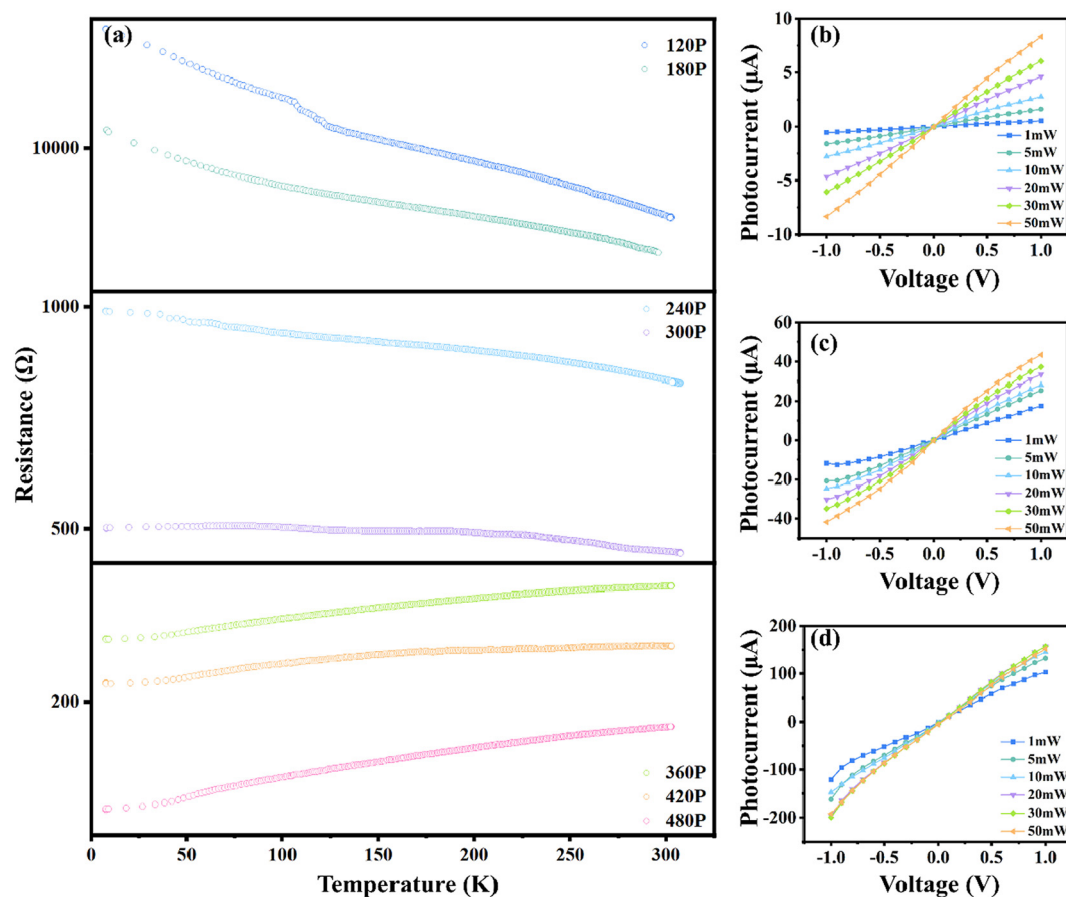 (a)
120P
180P
10000
1000
240P
300P
500
200
360P
420P
480P
0 50 100 150 200 250 300
Temperature (K)
Resistance (Ω)
(b)
10
5
0
-5
-10
1mW
5mW
10mW
20mW
30mW
50mW
-1.0 -0.5 0.0 0.5 1.0
Voltage (V)
Photocurrent (μA)
(c)
60
40
20
0
-20
-40
1mW
5mW
10mW
20mW
30mW
50mW
-1.0 -0.5 0.0 0.5 1.0
Voltage (V)
Photocurrent (μA)
(d)
200
100
0
-100
-200
1mW
5mW
10mW
20mW
30mW
50mW
-1.0 -0.5 0.0 0.5 1.0
Voltage (V)
Photocurrent (μA)